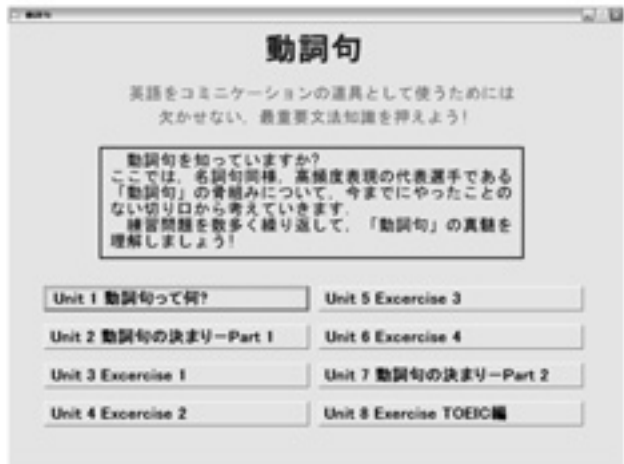 動詞句
動詞句
英語をコミニケーションの道具として使うためには
欠かせない、最重要文法知識を押えよう!
動詞句を知っていますか?
ここでは、名詞句同様、高頻度表現の代表選手である
「動詞句」の骨組みについて、今までにやったことの
ない切り口から考えていきます.
練習問題を数多く繰り返して、「動詞句」の真髄を
理解しましょう!
Unit 1 動詞句って何?
Unit 2 動詞句の決まりーPart 1
Unit 3 Excercise 1
Unit 4 Excercise 2
Unit 5 Excercise 3
Unit 6 Excercise 4
Unit 7 動詞句の決まりーPart 2
Unit 8 Exercise TOEIC編